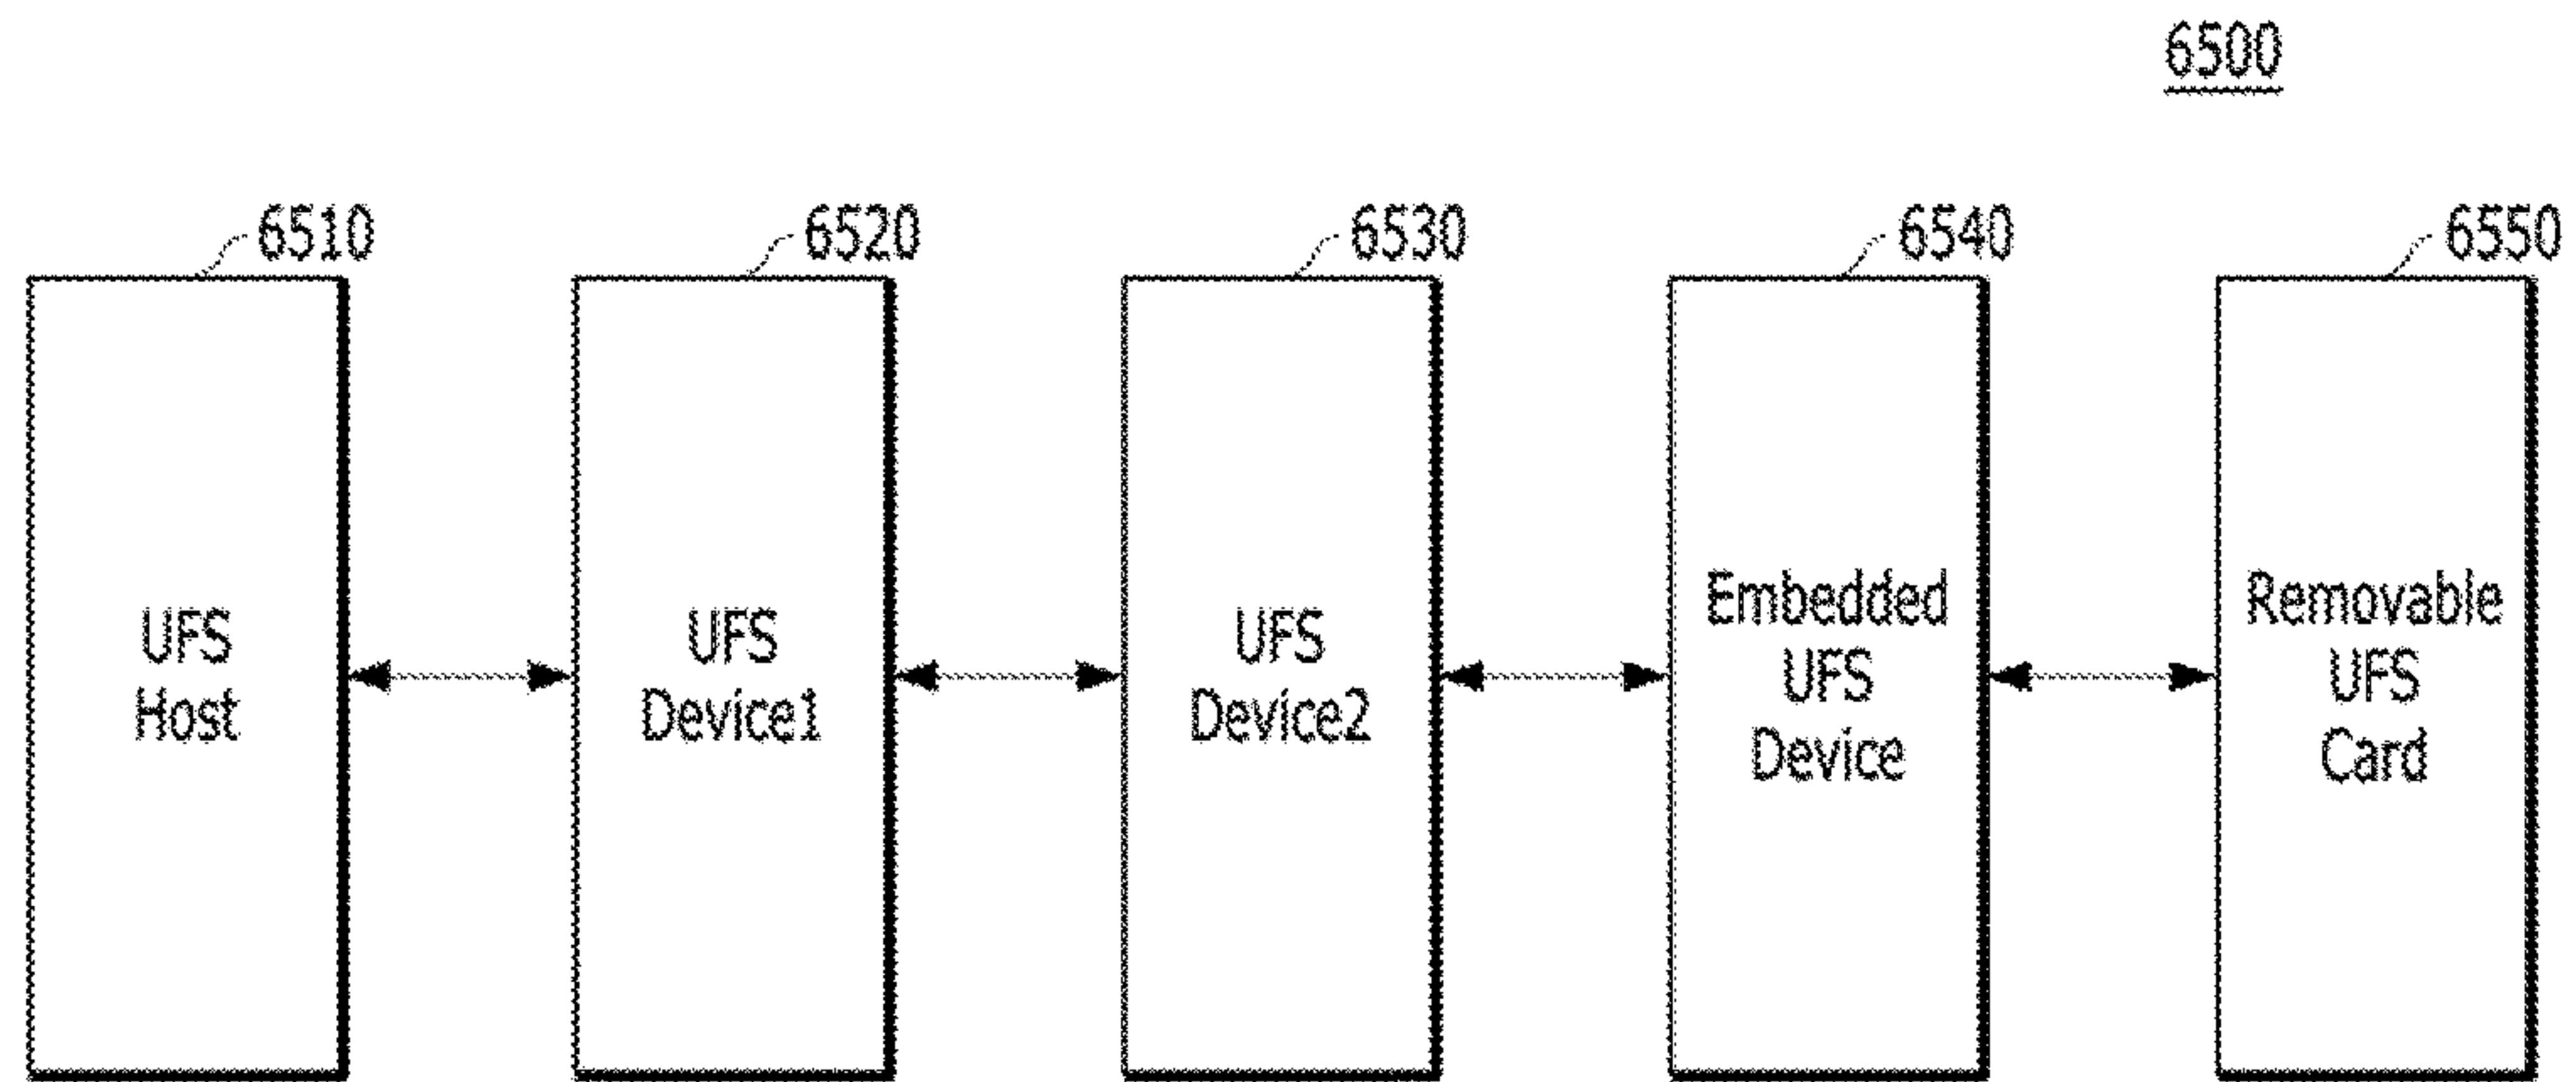 6500
6510
6520
6530
6540
6550
UFS
Host
UFS
Device1
UFS
Device2
Embedded
UFS
Device
Removable
UFS
Card